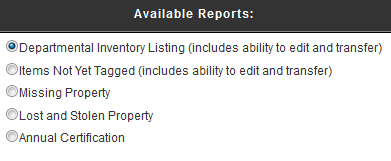 Available Reports:
Departmental Inventory Listing (includes ability to edit and transfer)
Items Not Yet Tagged (includes ability to edit and transfer)
Missing Property
Lost and Stolen Property
Annual Certification